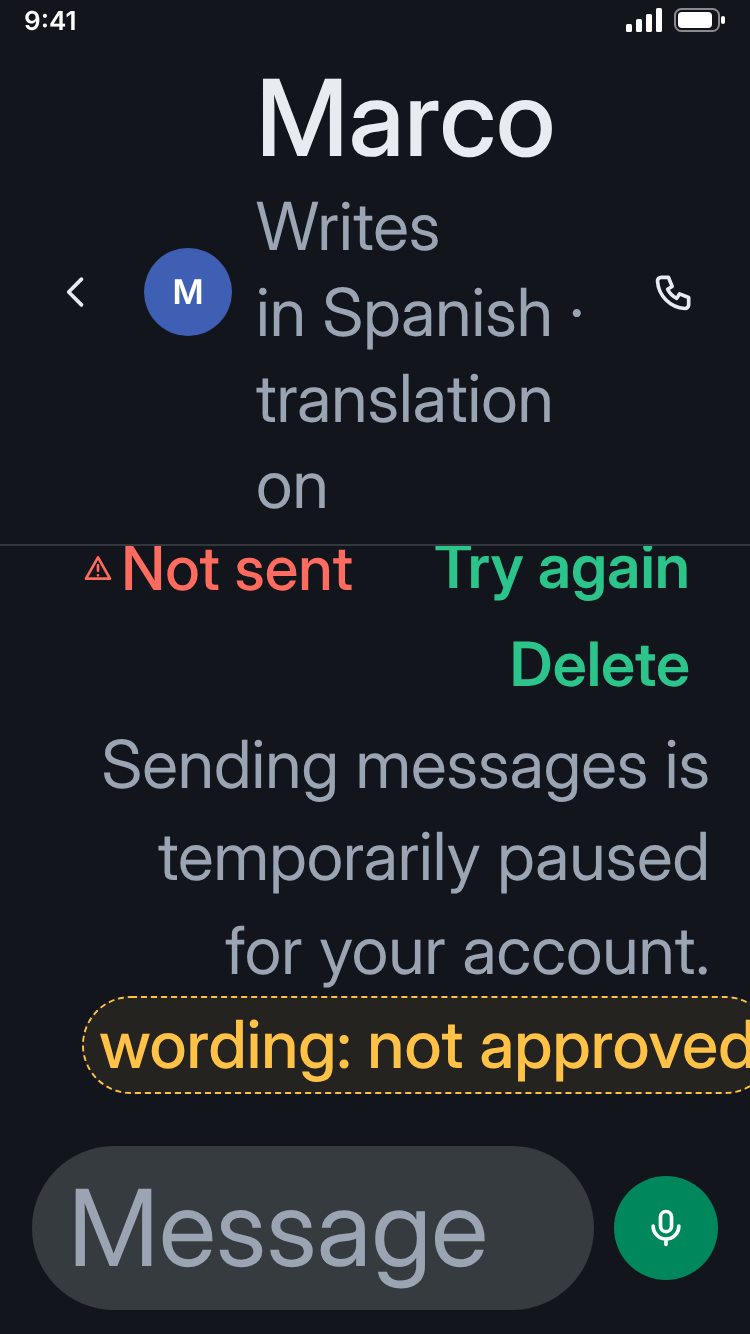 9:41
Marco
Writes
in Spanish ·
translation
on
M
Not sent
Try again
Delete
Sending messages is
temporarily paused
for your account.
wording: not approved
Message